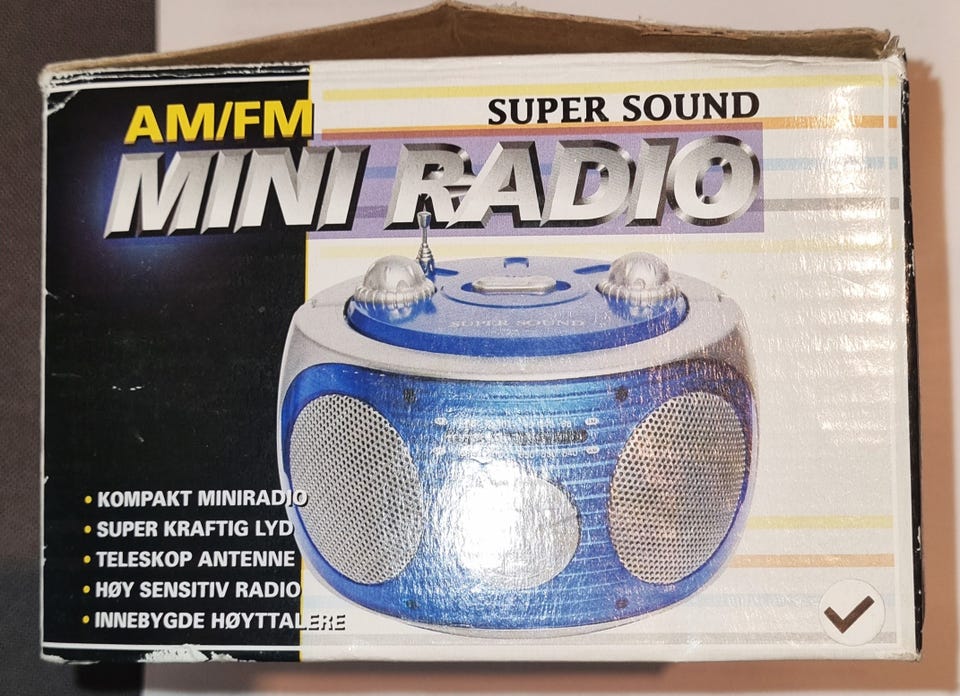 AM/FM
SUPER SOUND
MINI RADIO
SUPER SOUND
• KOMPAKT MINIRADIO
• SUPER KRAFTIG LYD
• TELESKOP ANTENNE
• HØY SENSITIV RADIO
• INNEBYGDE HØYTTALERE